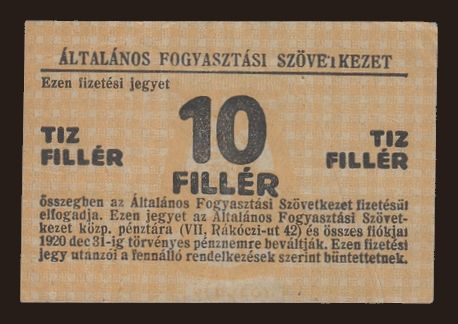 ÁLTALÁNOS FOGYASZTÁSI SZÖVETKEZET
Ezen fizetési jegyet
10
TIZ FILLÉR
FILLÉR
TIZ FILLÉR
összegben az Általános Fogyasztási Szövetkezet fizetésül
elfogadja. Ezen jegyet az Általános Fogyasztási Szövet-
kezet közp. pénztára (VII, Rákóczi-ut 42) és összes fiókjai
1920 dec 31-ig törvényes pénznemre beváltják. Ezen fizetési
jegy utánzói a fennálló rendelkezések szerint büntettetnek.